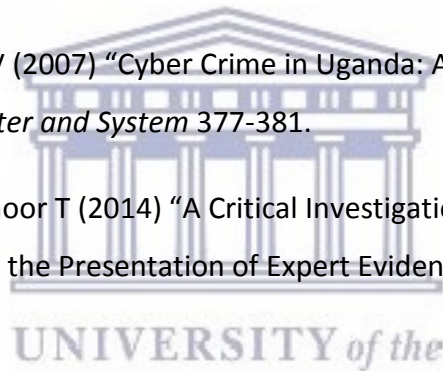 (2007) “Cyber Crime in Uganda: A
ter and System 377-381.
oor T (2014) “A Critical Investigatio
the Presentation of Expert Eviden
UNIVERSITY of the